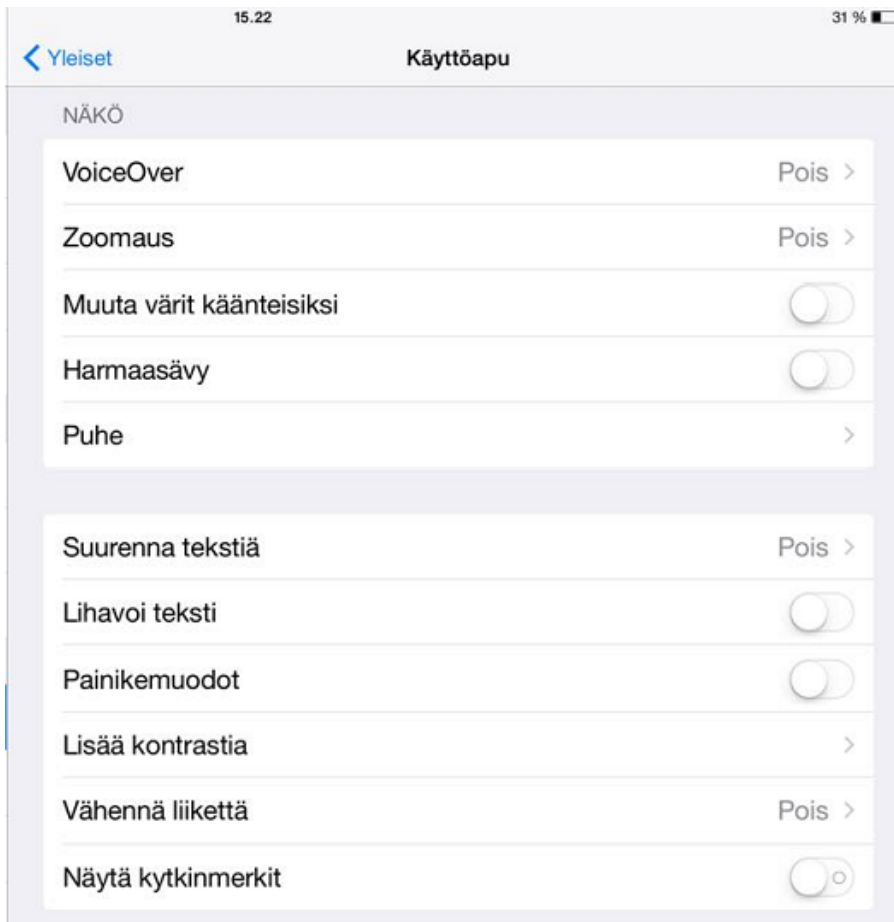 15.22 31 %
Yleiset Käyttöapu
NÄKÖ
VoiceOver Pois
Zoomaus Pois
Muuta värit käänteisiksi
Harmaasävy
Puhe
Suurenna tekstiä Pois
Lihavoi teksti
Painikemuodot
Lisää kontrastia
Vähennä liikettä Pois
Näytä kytkinmerkit